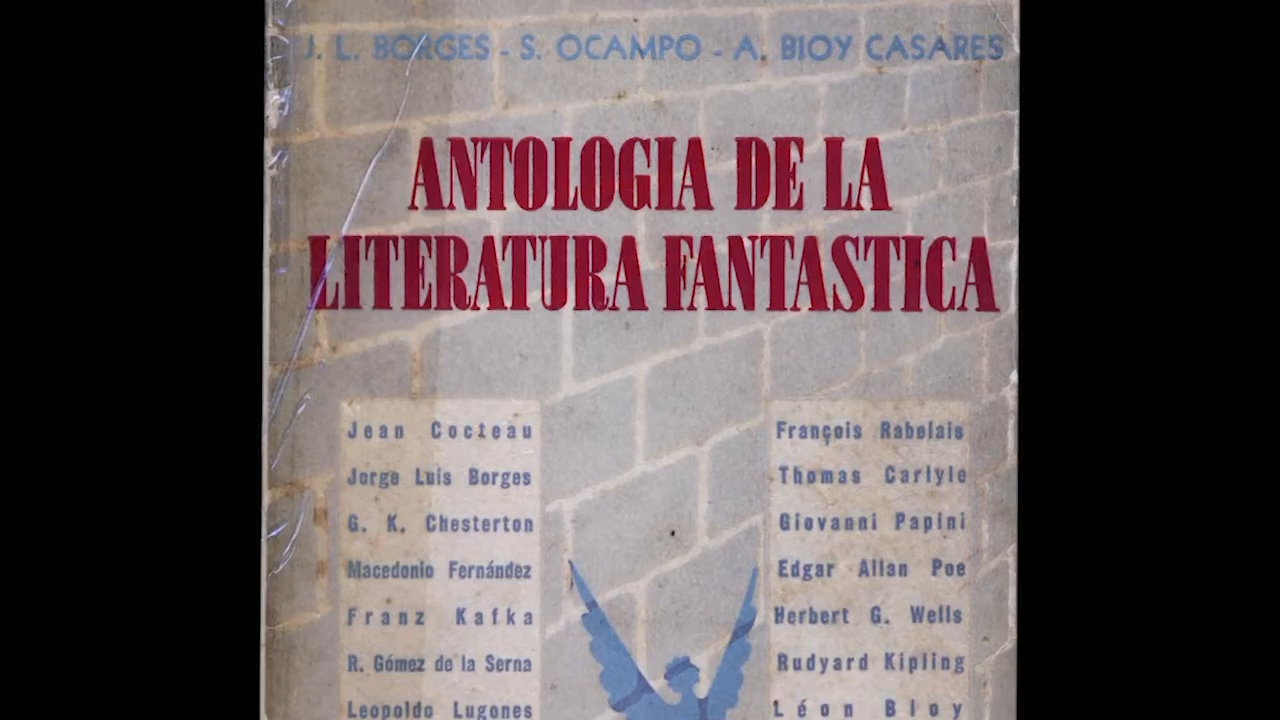 J. L. BORGES - S. OCAMPO - A. BIOY CASARES
ANTOLOGIA DE LA
LITERATURA FANTASTICA
Jean Cocteau
Jorge Luís Borges
G. K. Chesterton
Macedonio Fernández
Franz Kafka
R. Gómez de la Serna
Leopoldo Lugones
François Rabelais
Thomas Carlyle
Giovanni Papini
Edgar Allan Poe
Herbert G. Wells
Rudyard Kipling
Léon Bloy